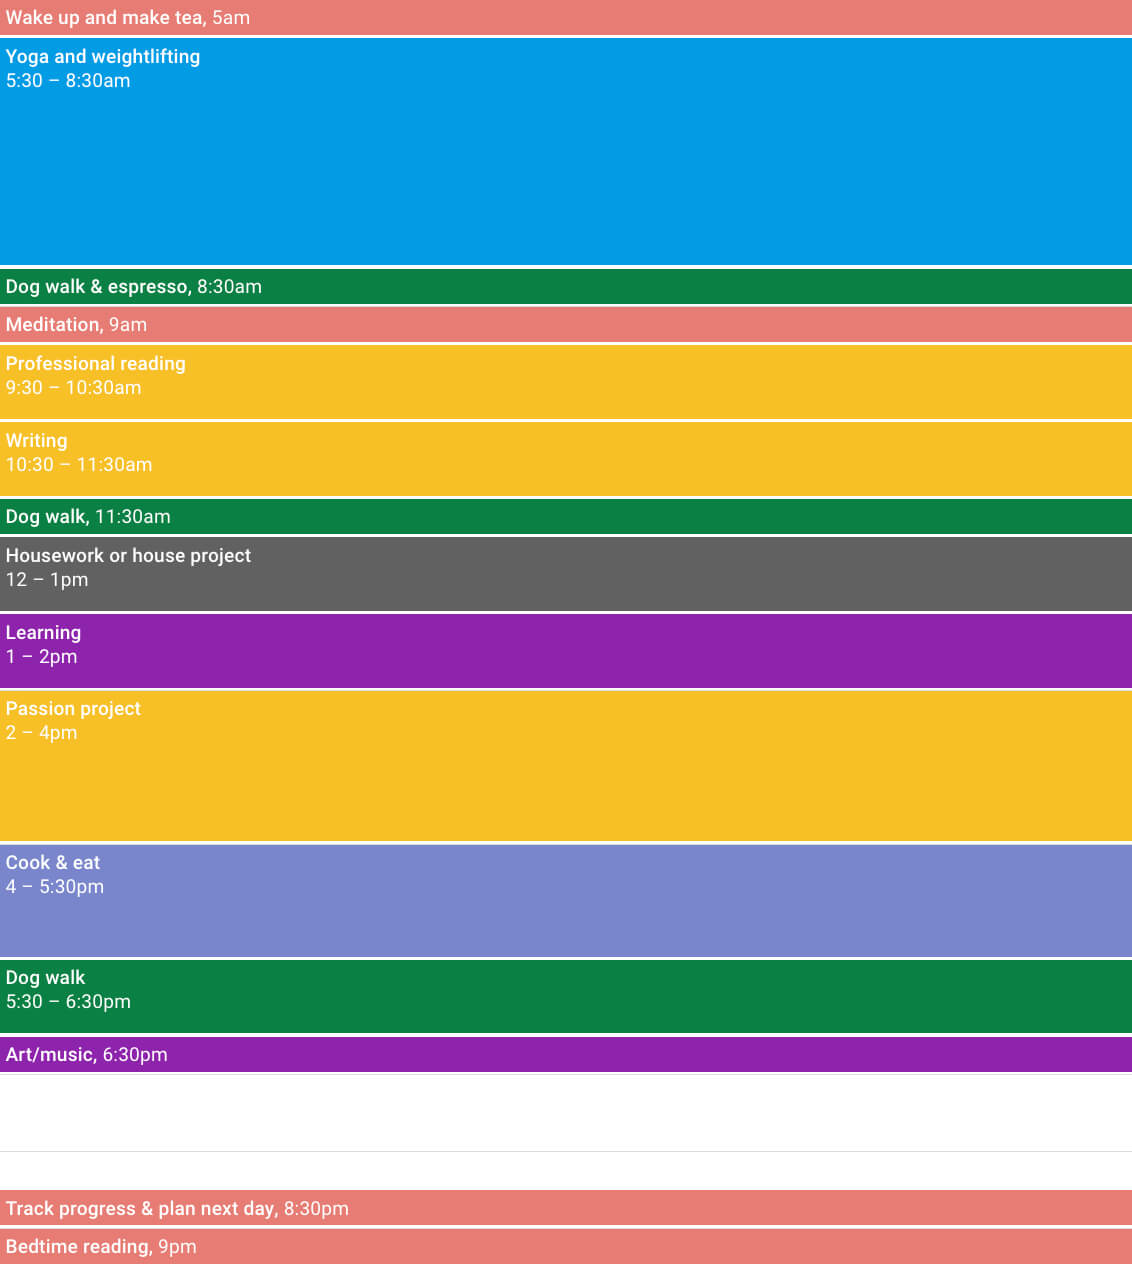 Wake up and make tea, 5am
Yoga and weightlifting
5:30 – 8:30am
Dog walk & espresso, 8:30am
Meditation, 9am
Professional reading
9:30 – 10:30am
Writing
10:30 – 11:30am
Dog walk, 11:30am
Housework or house project
12 – 1pm
Learning
1 – 2pm
Passion project
2 – 4pm
Cook & eat
4 – 5:30pm
Dog walk
5:30 – 6:30pm
Art/music, 6:30pm
Track progress & plan next day, 8:30pm
Bedtime reading, 9pm